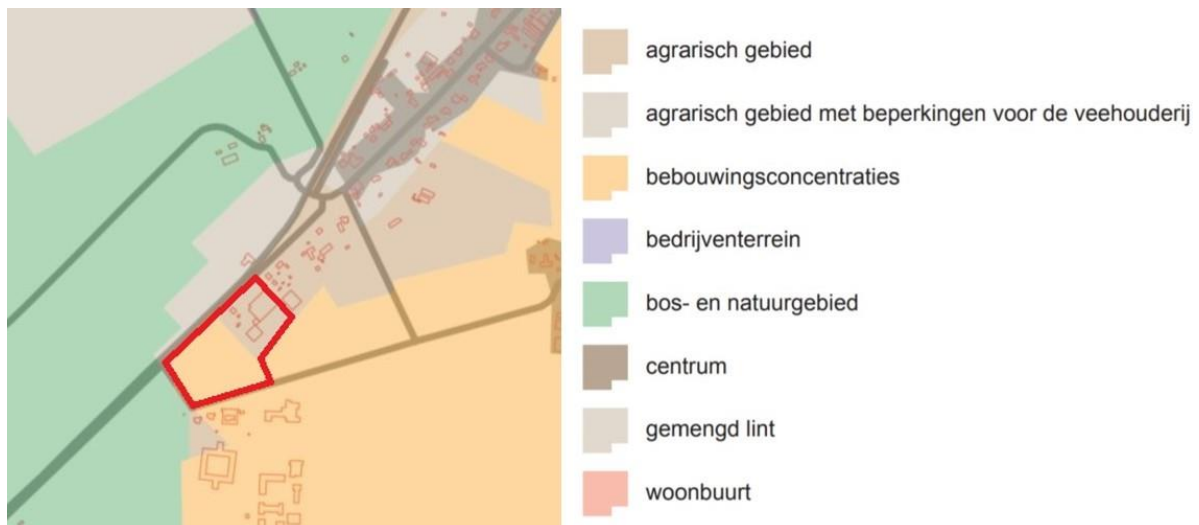 agrarisch gebied
agrarisch gebied met beperkingen voor de veehouderij
bebouwingsconcentraties
bedrijventerrein
bos- en natuurgebied
centrum
gemengd lint
woonbuurt